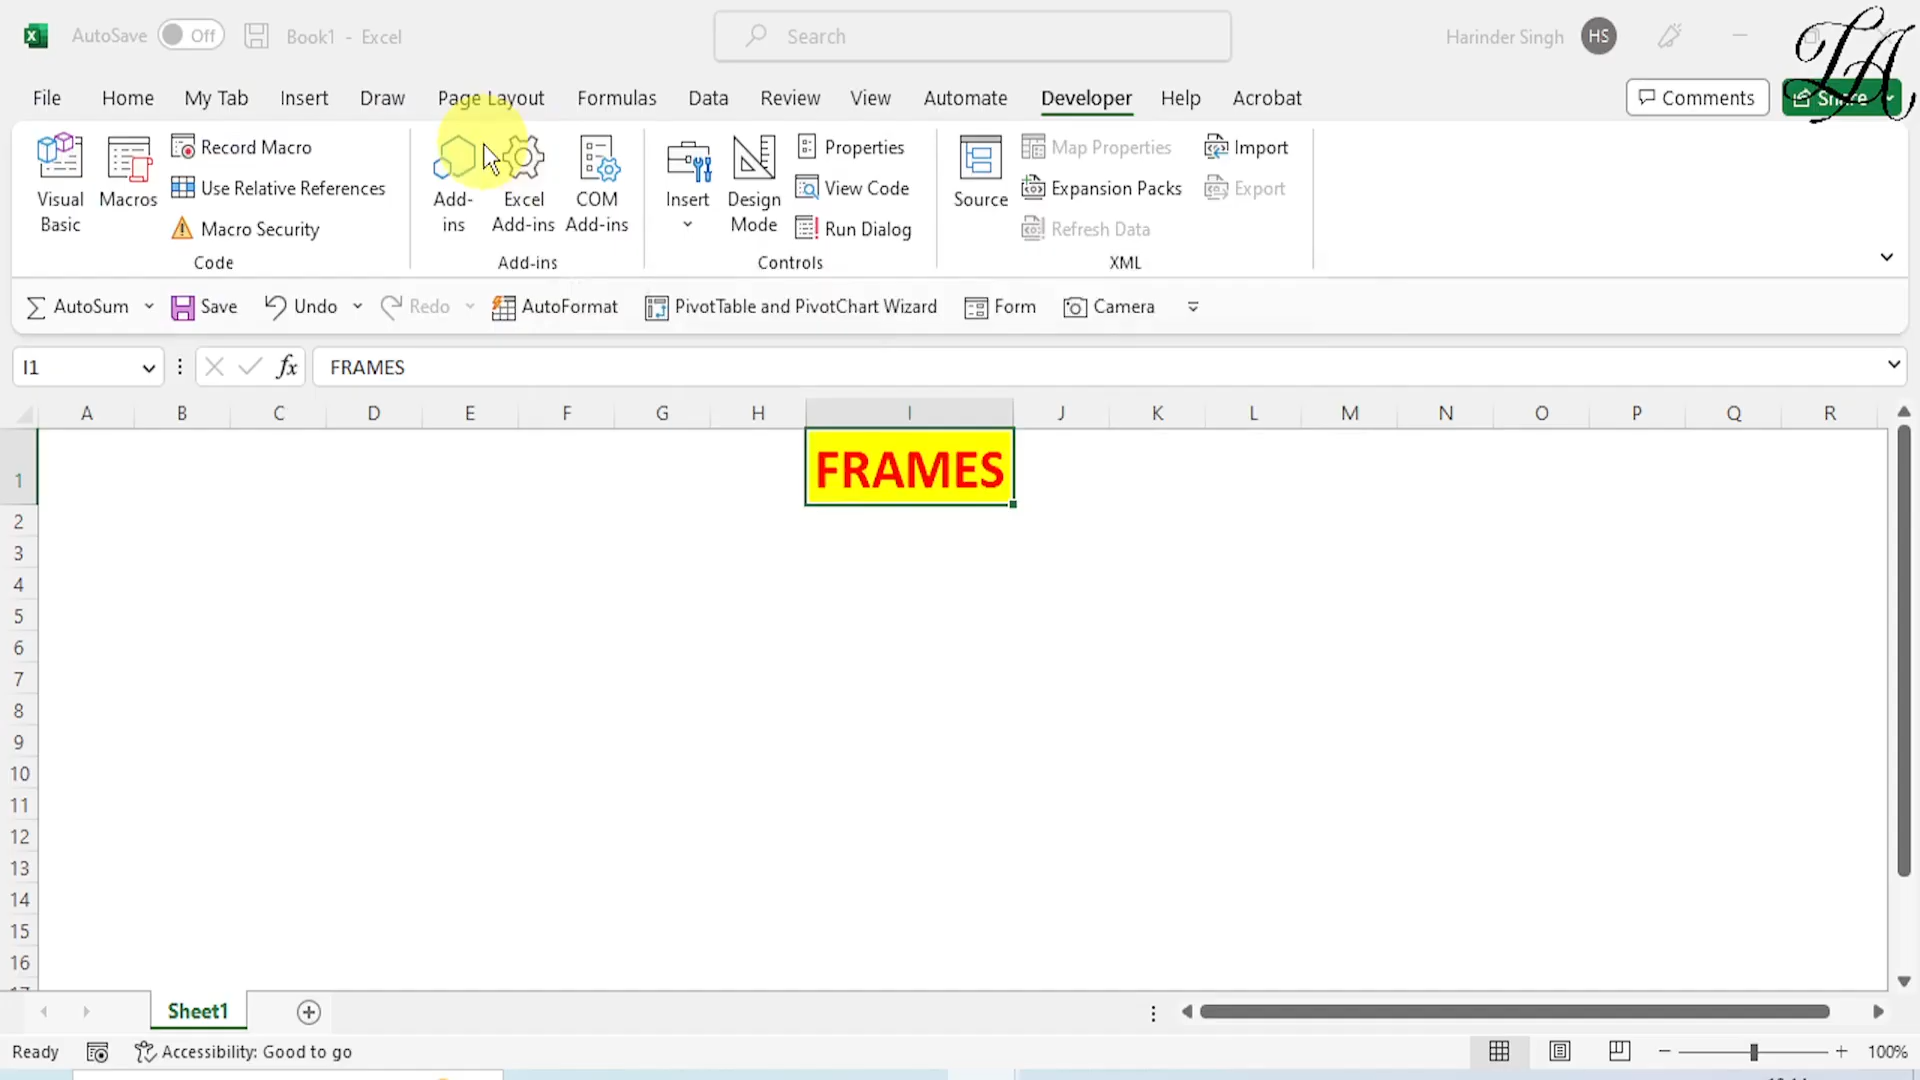 AutoSave Off Book1 - Excel Search Harinder Singh HS LA
File Home My Tab Insert Draw Page Layout Formulas Data Review View Automate Developer Help Acrobat Comments Share
Visual Basic
Macros
Record Macro
Use Relative References
Macro Security
Code
Add-ins
Excel Add-ins
COM Add-ins
Add-ins
Insert
Design Mode
Properties
View Code
Run Dialog
Controls
Source
Map Properties
Expansion Packs
Refresh Data
Import
Export
XML
AutoSum Save Undo Redo AutoFormat PivotTable and PivotChart Wizard Form Camera
I1 fx FRAMES
A B C D E F G H I J K L M N O P Q R
1 FRAMES
2
3
4
5
6
7
8
9
10
11
12
13
14
15
16
Sheet1
Ready Accessibility: Good to go 100%